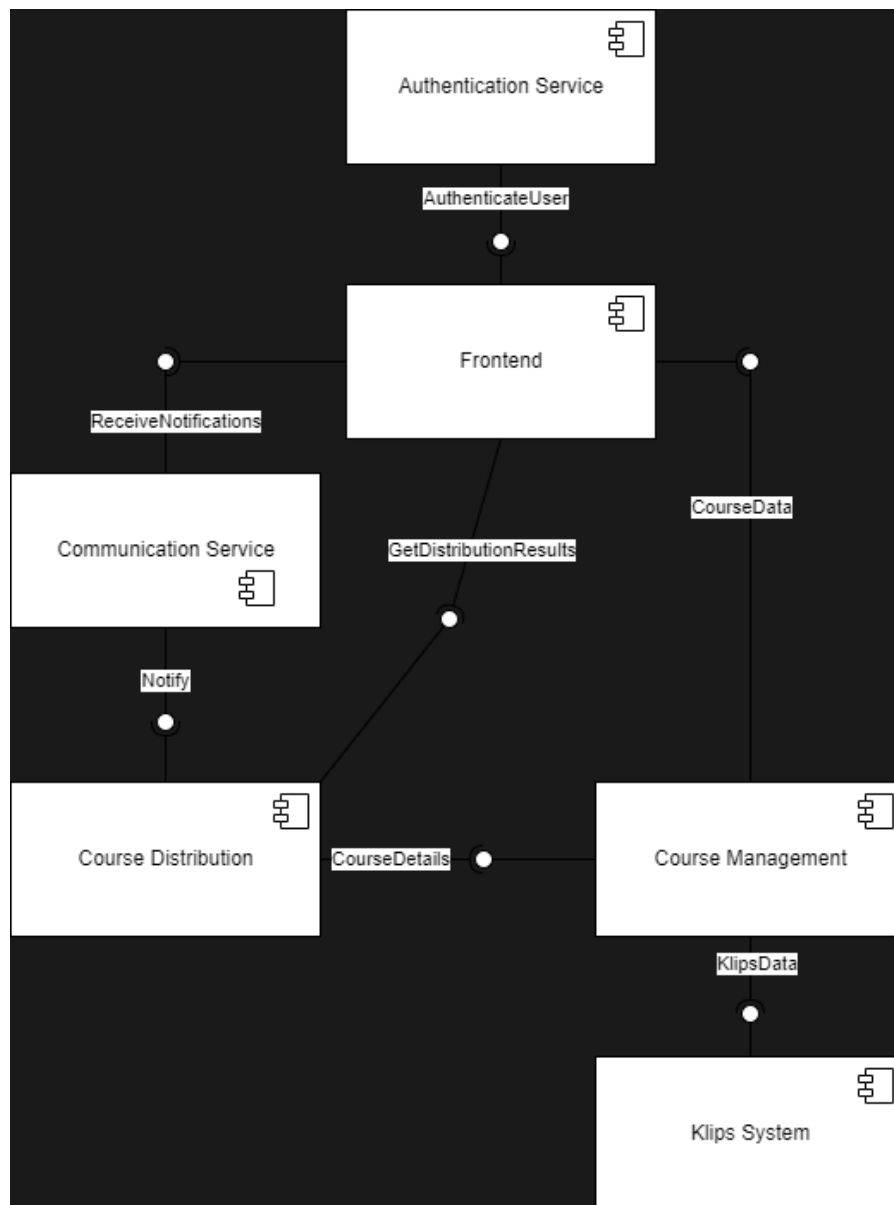 Authentication Service
AuthenticateUser
Frontend
ReceiveNotifications
CourseData
Communication Service
GetDistributionResults
Notify
Course Distribution
CourseDetails
Course Management
KlipsData
Klips System